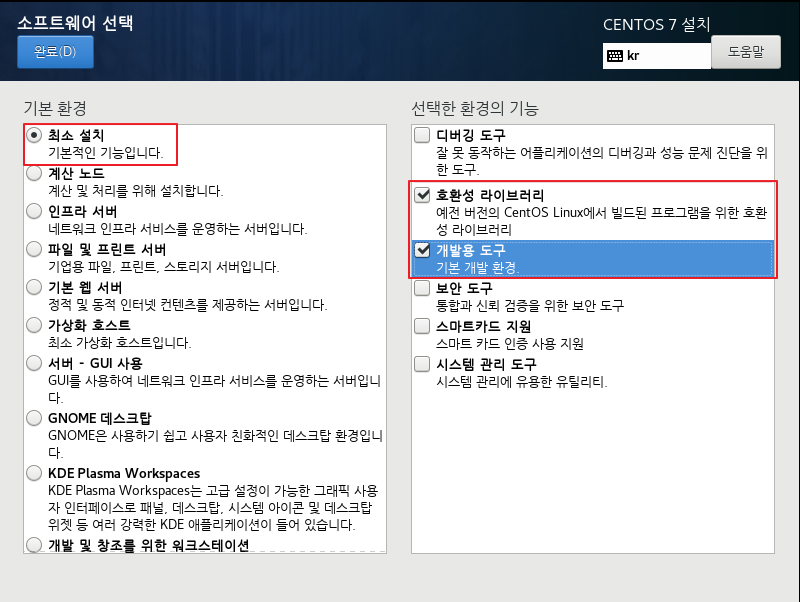 소프트웨어 선택
CENTOS 7 설치
완료(D)
kr
도움말
기본 환경
최소 설치
기본적인 기능입니다.
계산 노드
계산 및 처리를 위해 설치합니다.
인프라 서버
네트워크 인프라 서비스를 운영하는 서버입니다.
파일 및 프린트 서버
기업용 파일, 프린트, 스토리지 서버입니다.
기본 웹 서버
정적 및 동적 인터넷 컨텐츠를 제공하는 서버입니다.
가상화 호스트
최소 가상화 호스트입니다.
서버 - GUI 사용
GUI를 사용하여 네트워크 인프라 서비스를 운영하는 서버입니
다.
GNOME 데스크탑
GNOME은 사용하기 쉽고 사용자 친화적인 데스크탑 환경입니
다.
KDE Plasma Workspaces
KDE Plasma Workspaces는 고급 설정이 가능한 그래픽 사용
자 인터페이스로 패널, 데스크탑, 시스템 아이콘 및 데스크탑
위젯 등 여러 강력한 KDE 애플리케이션이 들어 있습니다.
개발 및 창조를 위한 워크스테이션
선택한 환경의 기능
디버깅 도구
잘 못 동작하는 어플리케이션의 디버깅과 성능 문제 진단을 위
한 도구.
호환성 라이브러리
예전 버전의 CentOS Linux에서 빌드된 프로그램을 위한 호환
성 라이브러리
개발용 도구
기본 개발 환경.
보안 도구
통합과 신뢰 검증을 위한 보안 도구
스마트카드 지원
스마트 카드 인증 사용 지원
시스템 관리 도구
시스템 관리에 유용한 유틸리티.